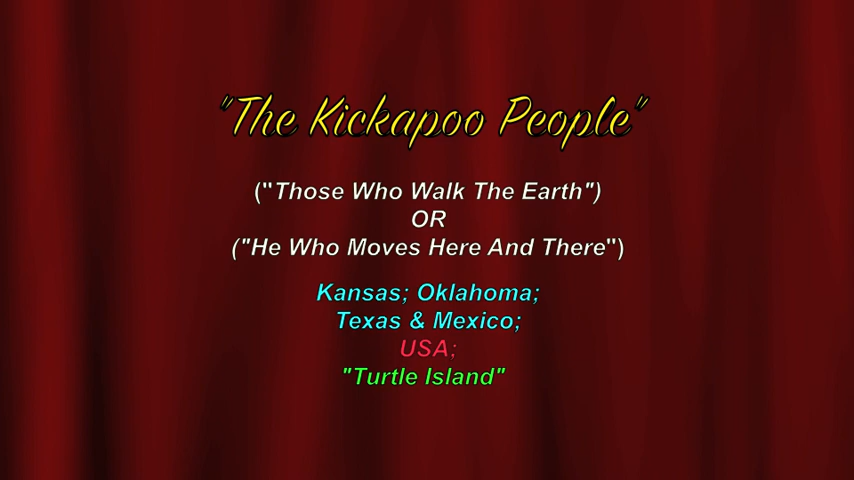 "The Kickapoo People"
("Those Who Walk The Earth")
OR
("He Who Moves Here And There")
Kansas; Oklahoma;
Texas & Mexico;
USA;
"Turtle Island"